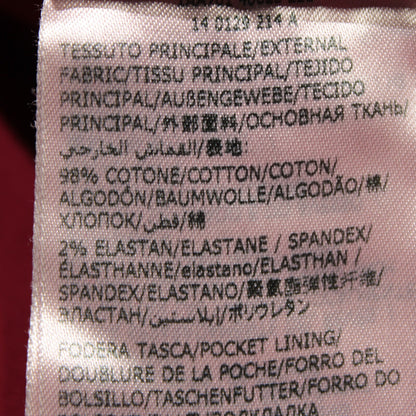 14 0129 214 A
TESSUTO PRINCIPALE/EXTERNAL
FABRIC/TISSU PRINCIPAL/TEJIDO
PRINCIPAL/AUßENGEWEBE/TECIDO
PRINCIPAL/外部面料/ОСНОВНАЯ ТКАНЬ/
القماش الخارجي/表地:
98% COTONE/COTTON/COTON/
ALGODÓN/BAUMWOLLE/ALGODÃO/棉/
ХЛОПОК/قطن/綿
2% ELASTAN/ELASTANE / SPANDEX/
ÉLASTHANNE/elastano/ELASTHAN /
SPANDEX/ELASTANO/聚氨酯弹性纤维/
ЭЛАСТАН/إيلاستين/ポリウレタン
FODERA TASCA/POCKET LINING/
DOUBLURE DE LA POCHE/FORRO DEL
BOLSILLO/TASCHENFUTTER/FORRO DO